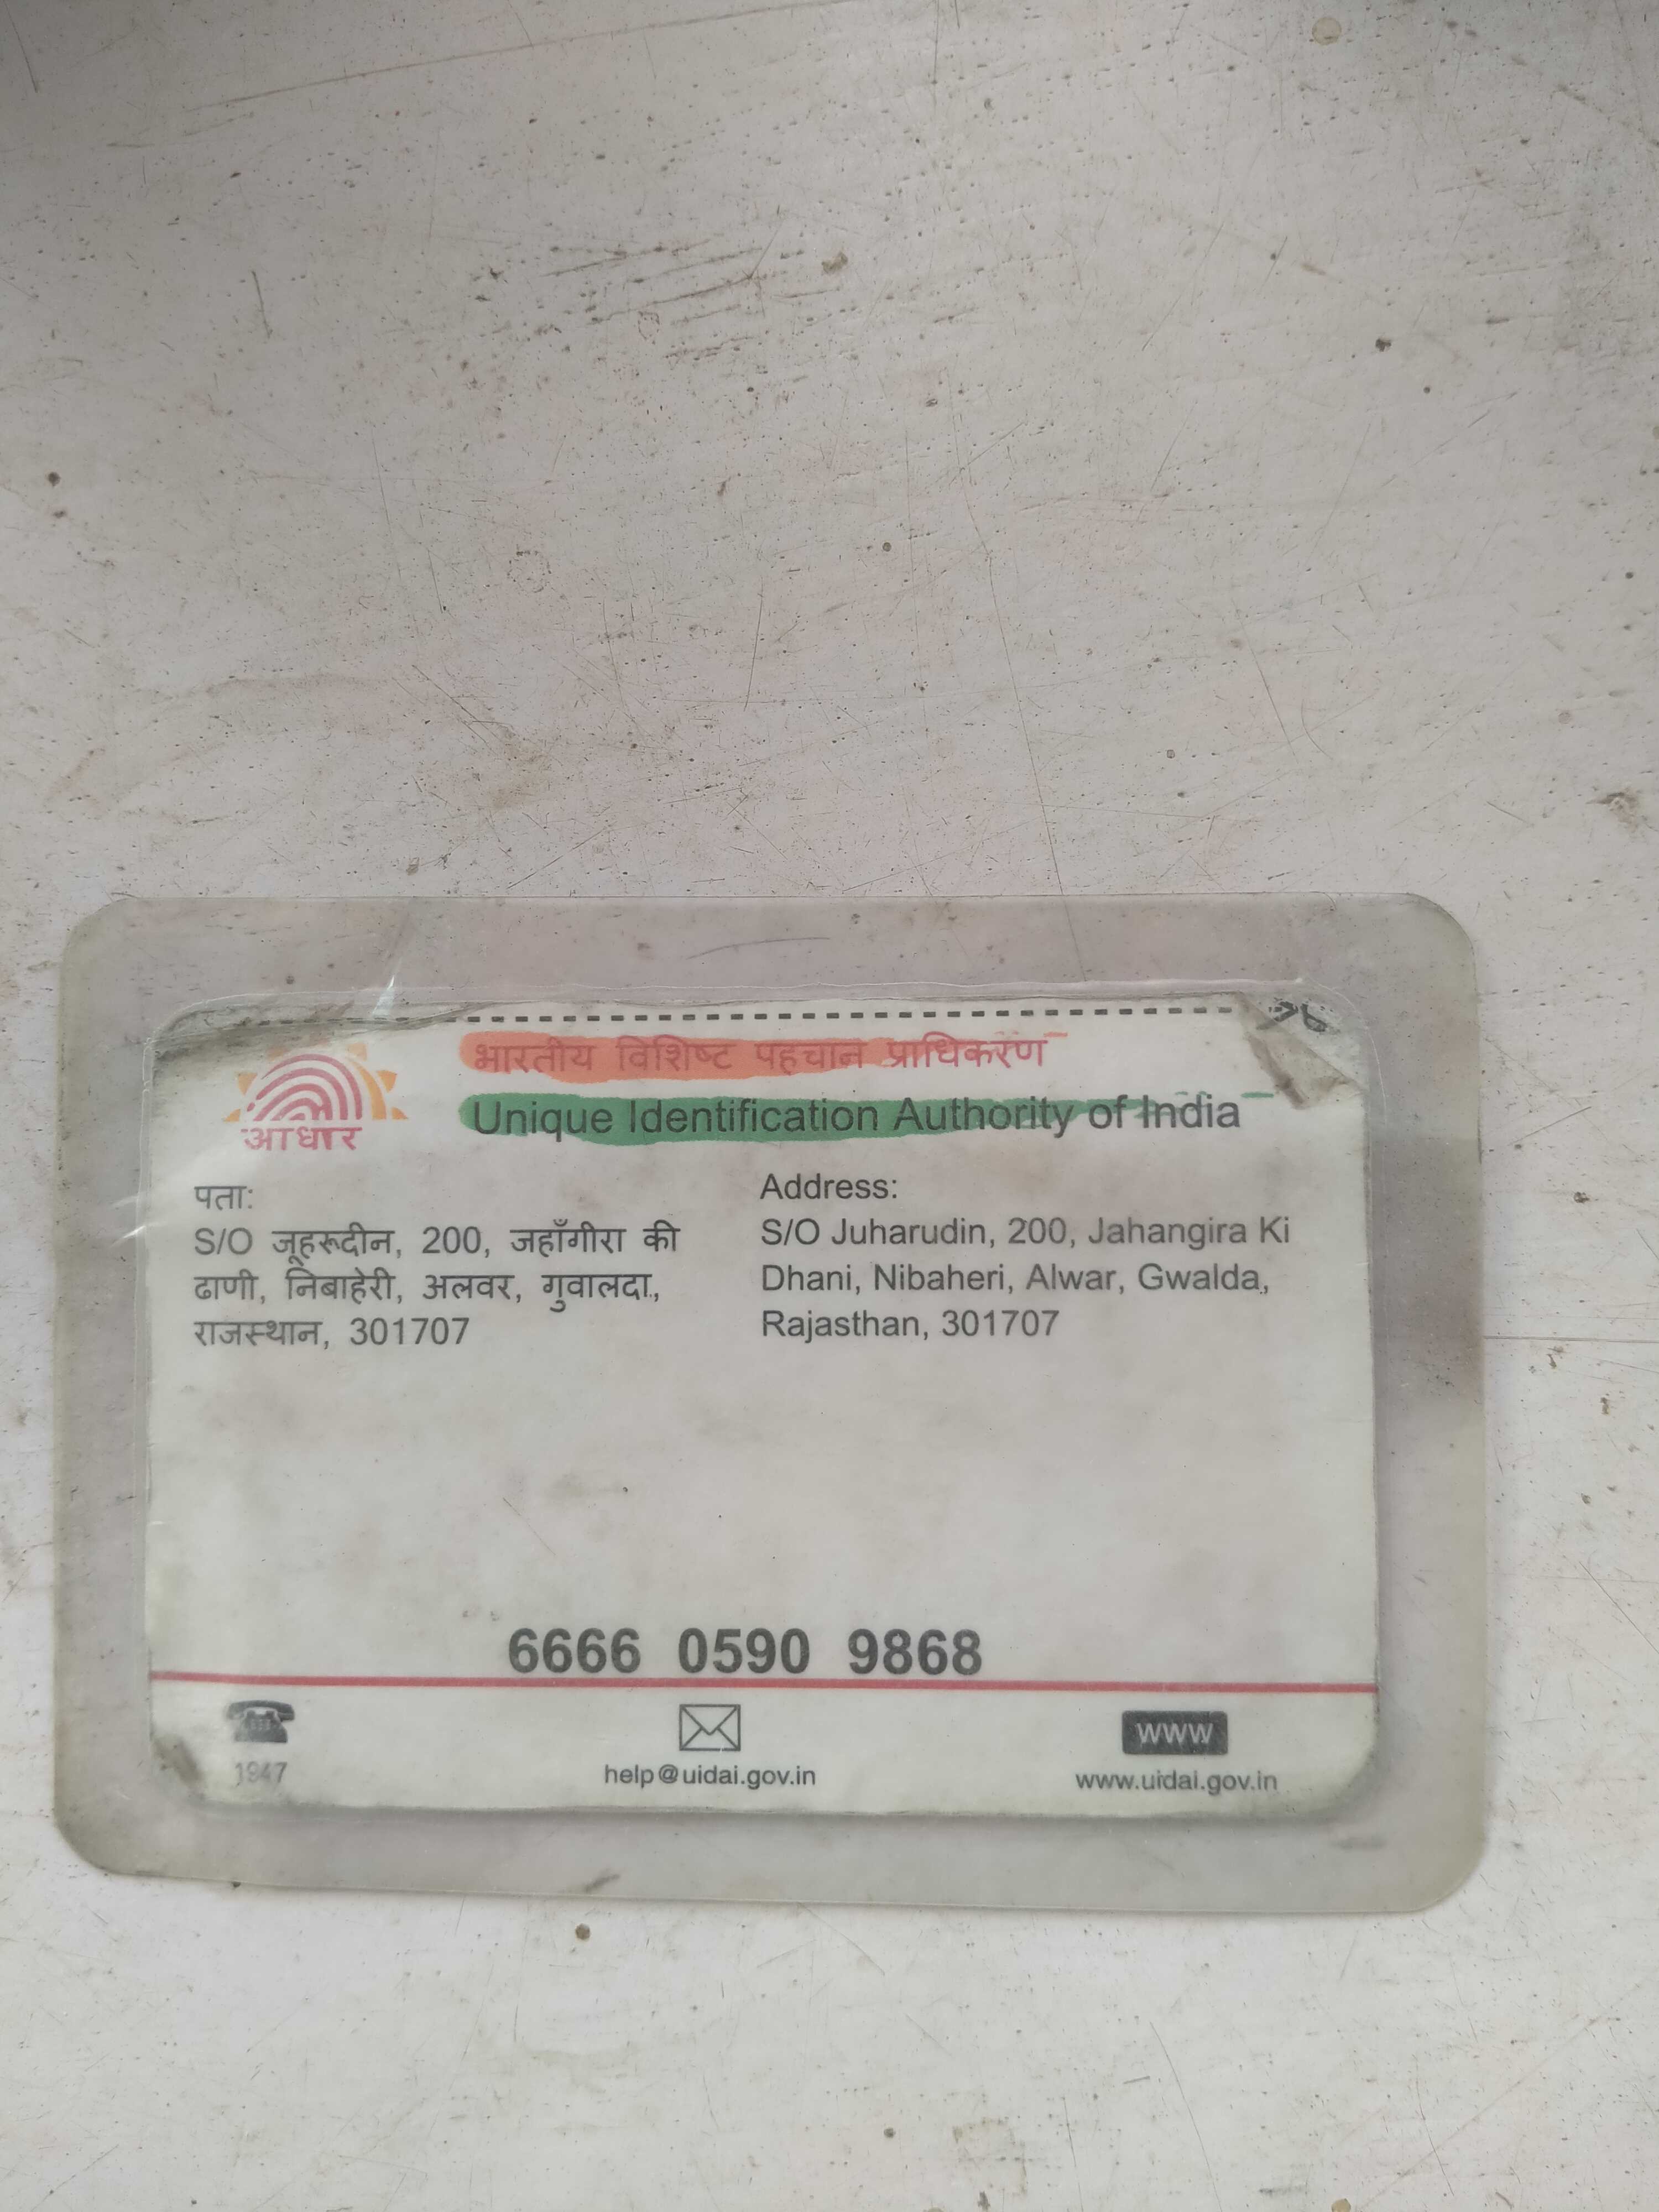 भारतीय विशिष्ट पहचान प्राधिकरण
Unique Identification Authority of India
आधार
पता:
S/O जूहरूदीन, 200, जहाँगीरा की
ढाणी, निबाहेरी, अलवर, गुवालदा,
राजस्थान, 301707
Address:
S/O Juharudin, 200, Jahangira Ki
Dhani, Nibaheri, Alwar, Gwalda,
Rajasthan, 301707
6666 0590 9868
1947
help@uidai.gov.in
WWW
www.uidai.gov.in